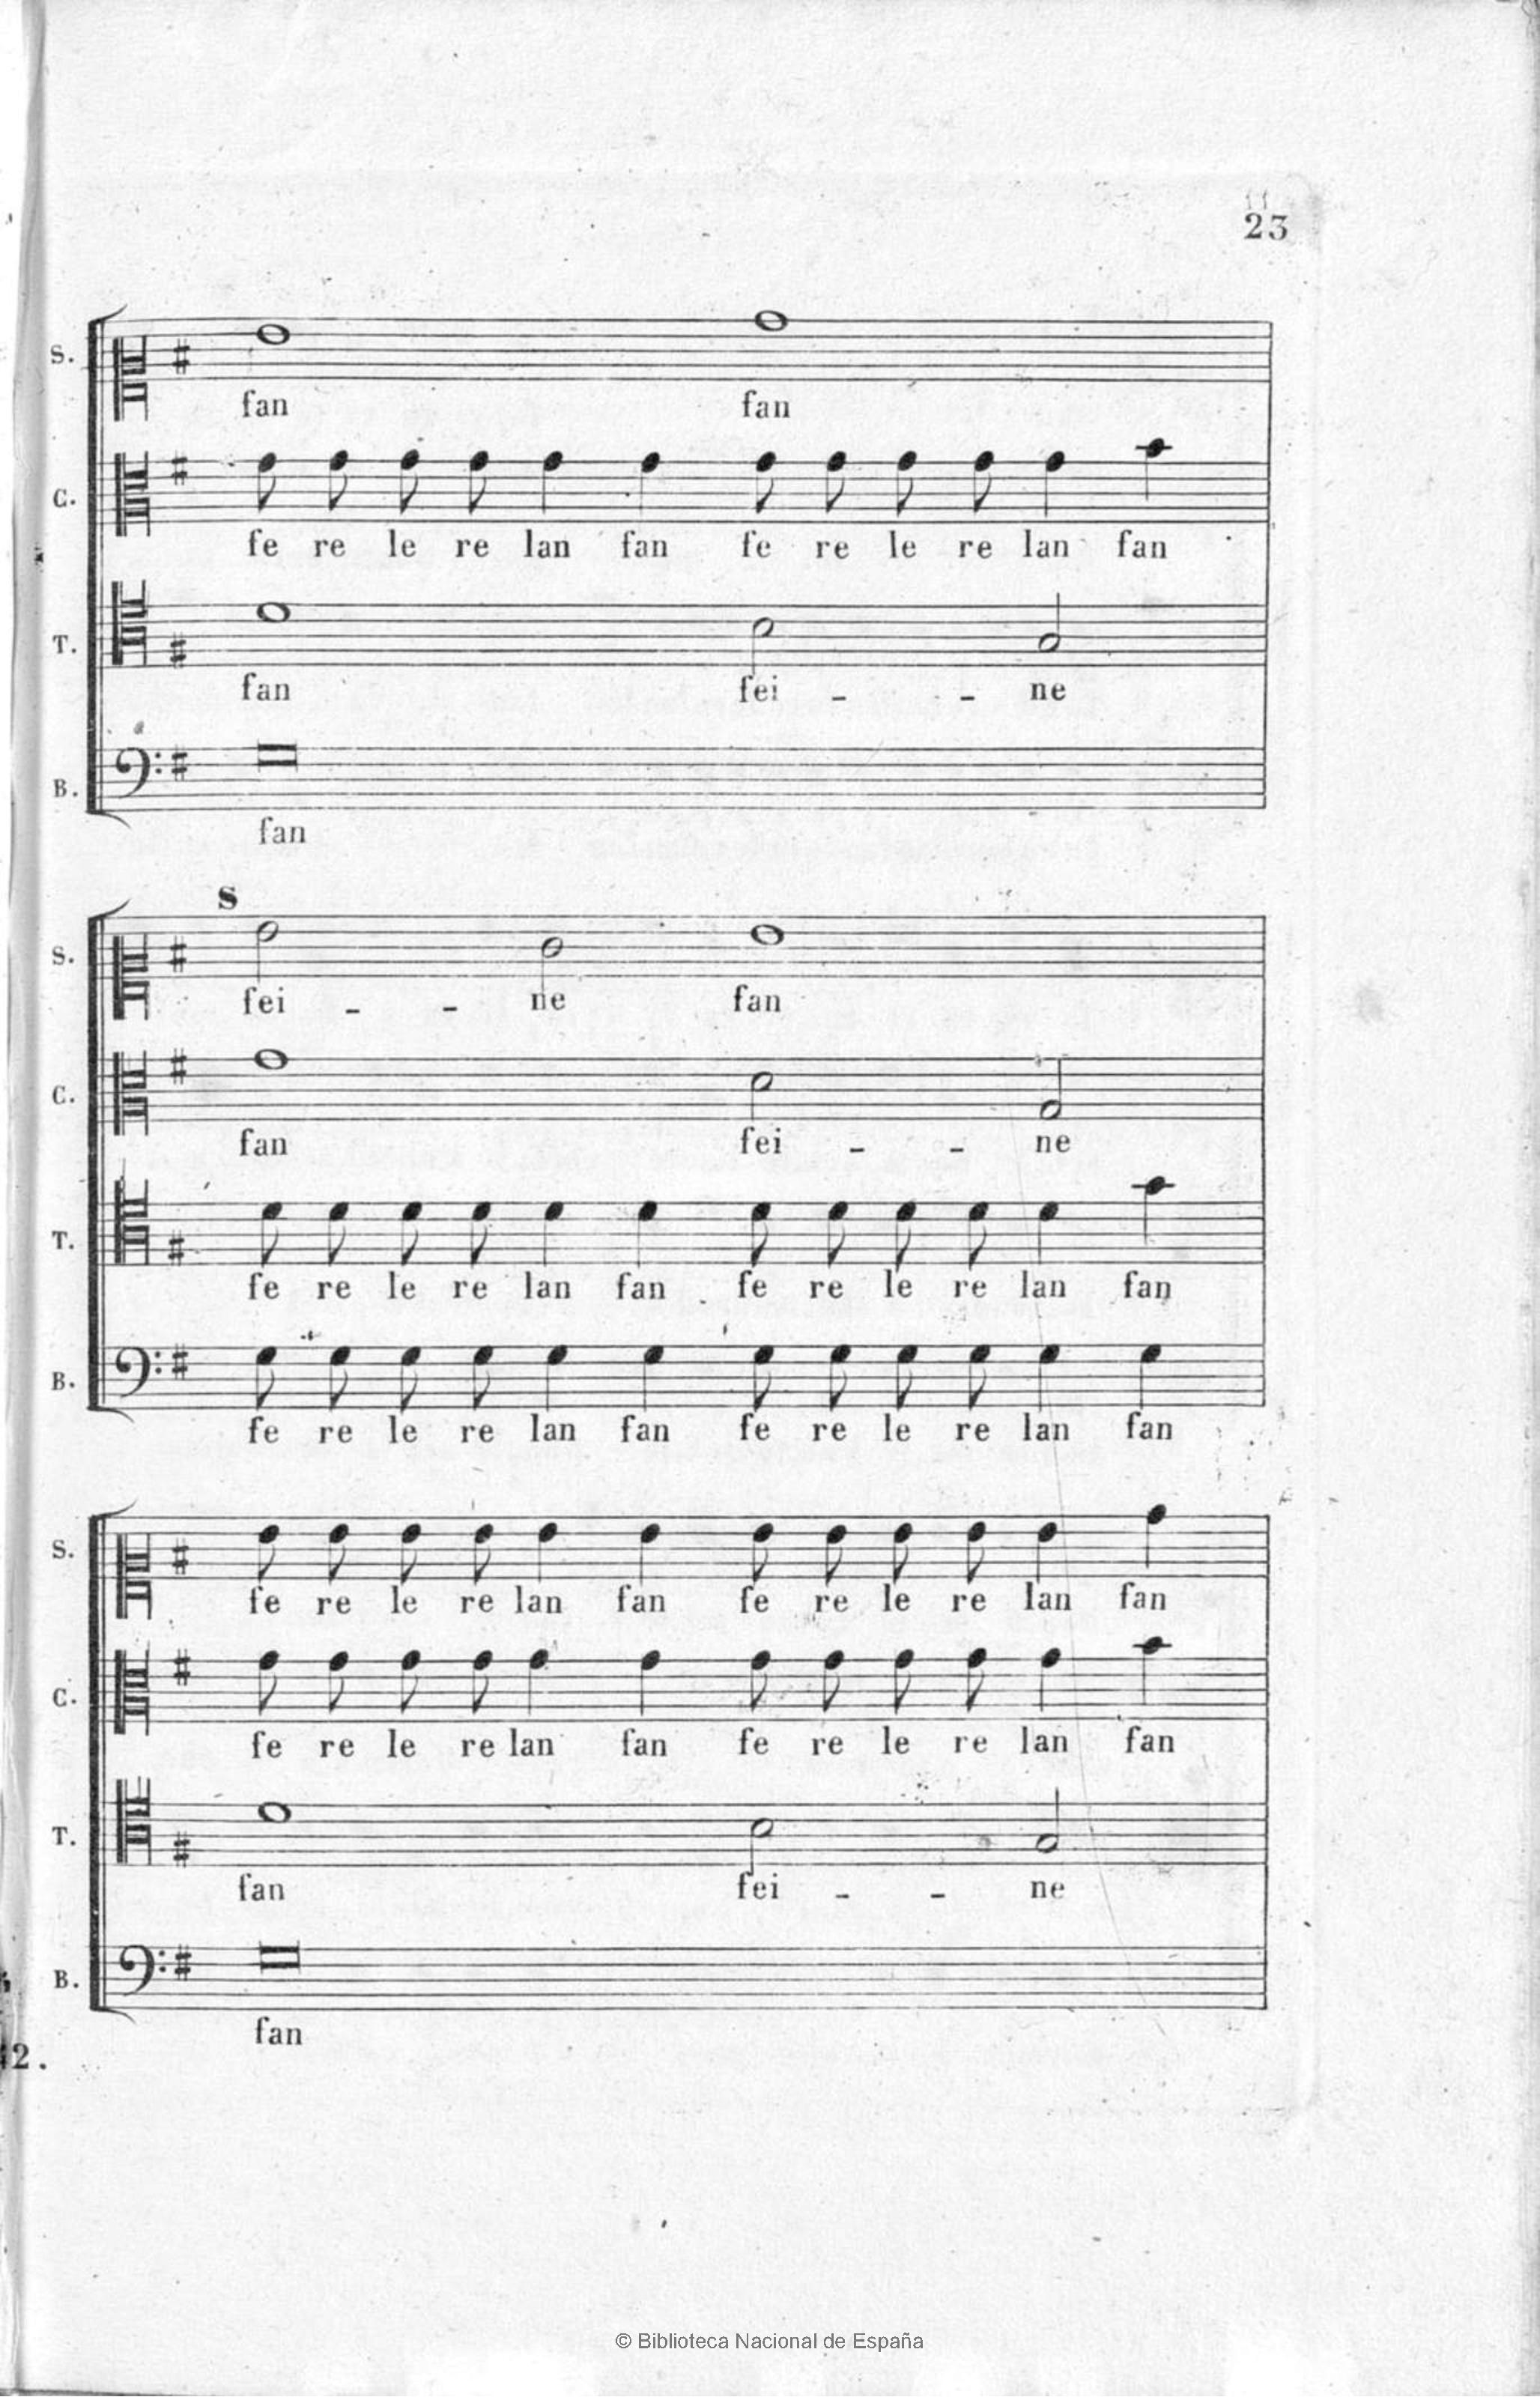 23
S.
fan fan
C.
fe re le re lan fan fe re le re lan fan
T.
fan fei - - ne
B.
fan
S
S.
fei - - ne fan
C.
fan fei - - ne
T.
fe re le re lan fan fe re le re lan fan
B.
fe re le re lan fan fe re le re lan fan
S.
fe re le re lan fan fe re le re lan fan
C.
fe re le re lan fan fe re le re lan fan
T.
fan fei - - ne
B.
fan
2.
© Biblioteca Nacional de España